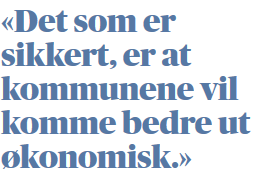 «Det som er
sikkert, er at
kommunene vil
komme bedre ut
økonomisk.»